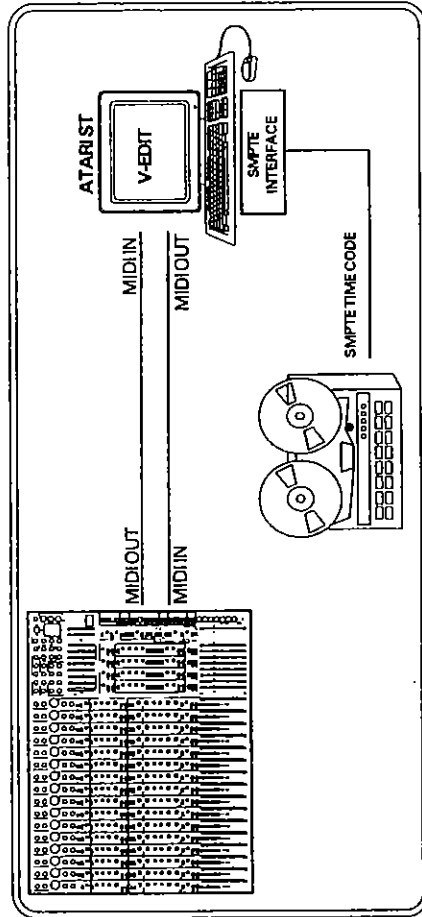 ATARI ST
V-EDIT
MIDI IN
MIDI OUT
MIDI OUT
MIDI IN
SMPTE
INTERFACE
SMPTE TIME CODE